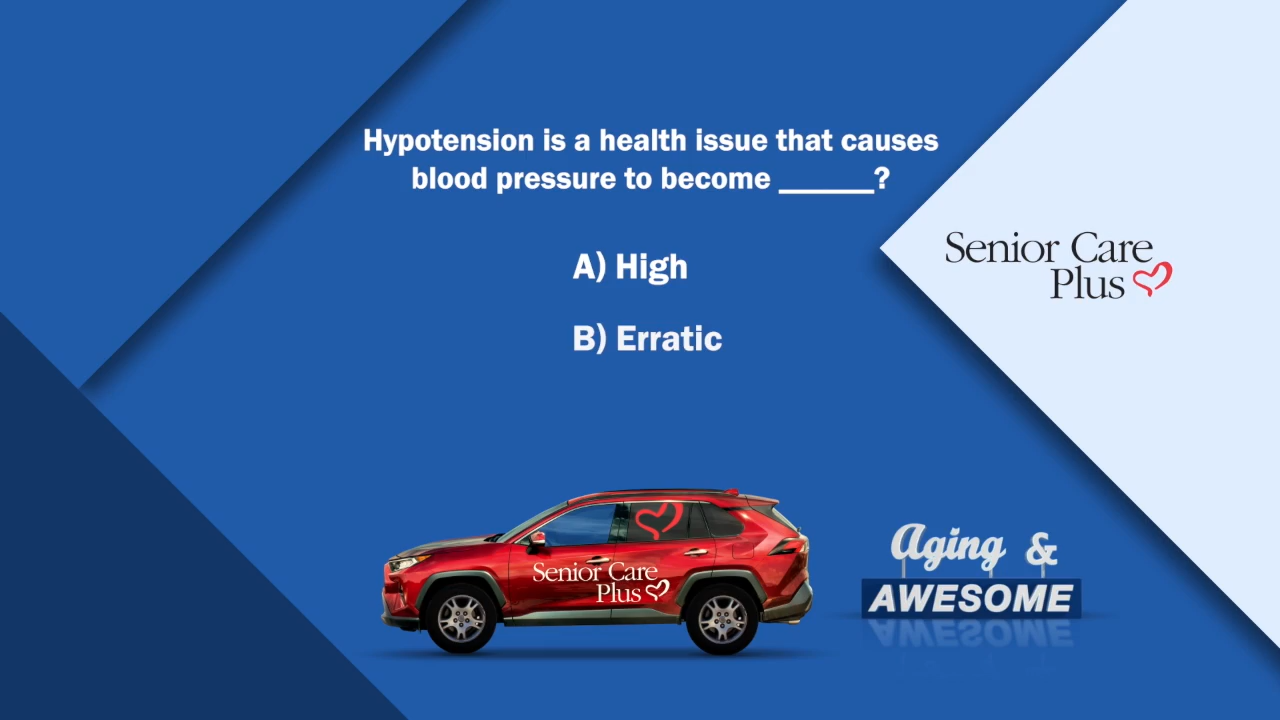 Hypotension is a health issue that causes
blood pressure to become ______?
A) High
B) Erratic
Senior Care
Plus
Senior Care
Plus
Aging &
AWESOME